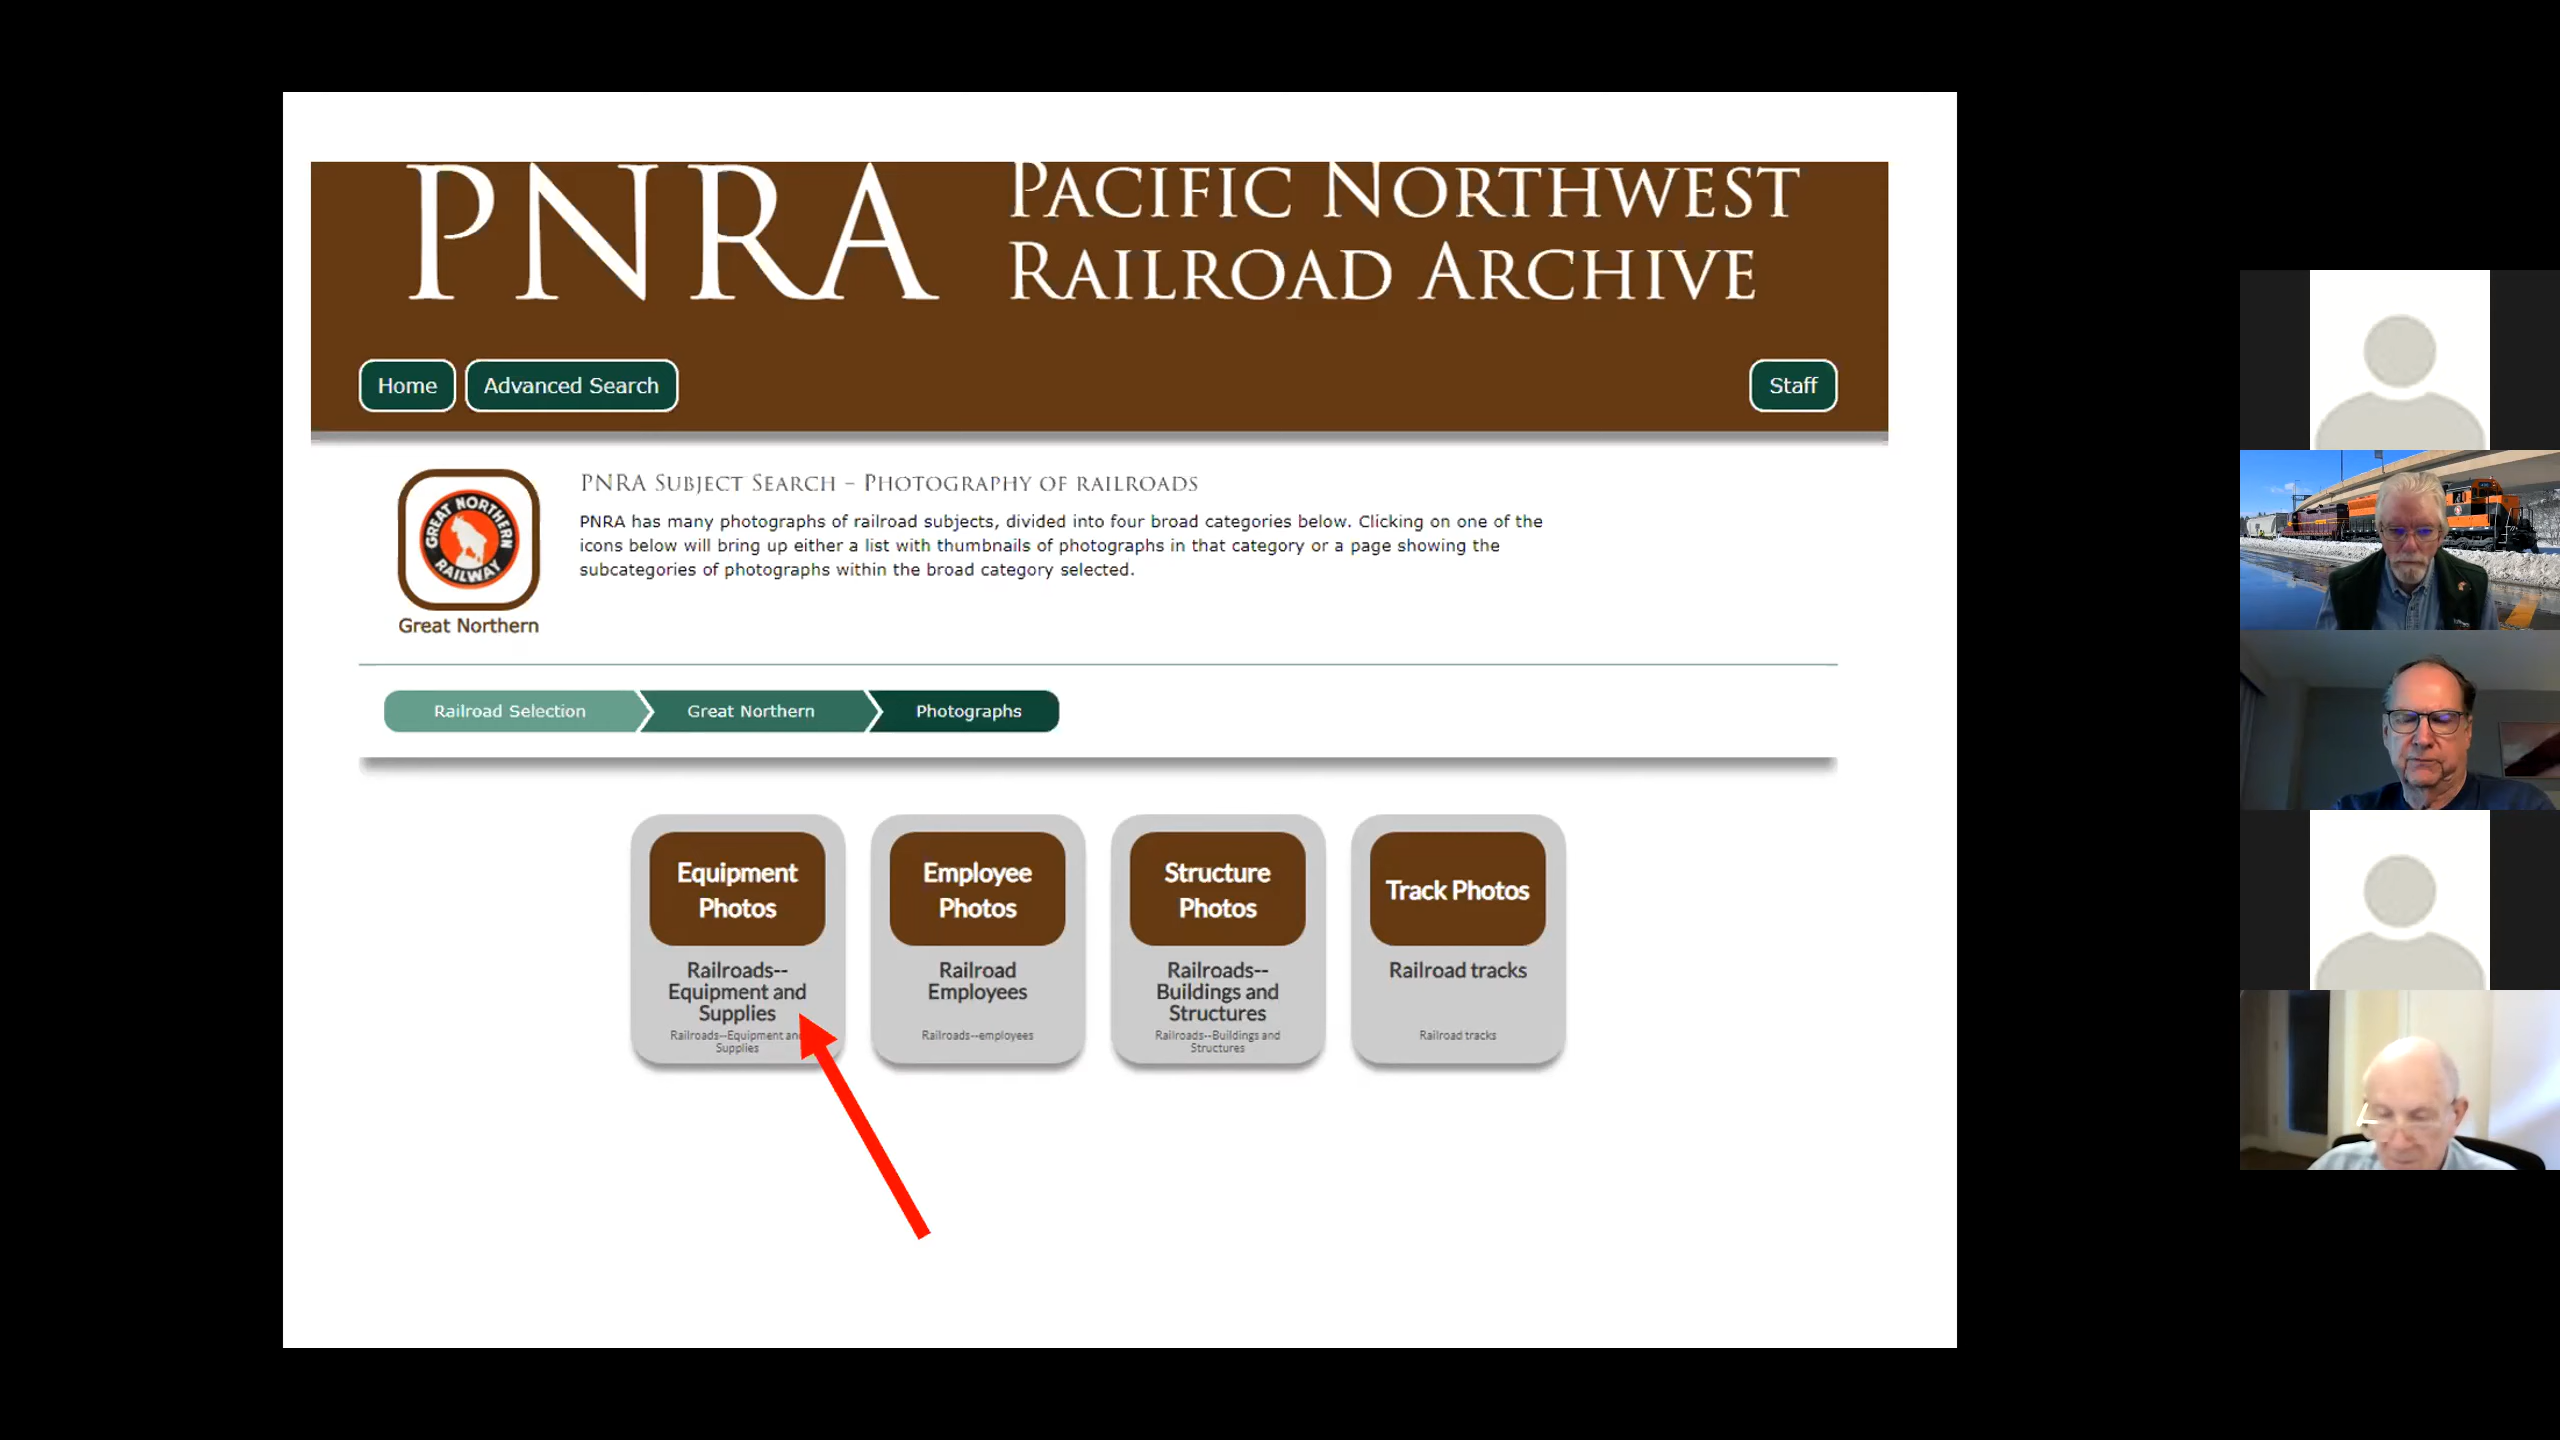 PNRA
PACIFIC NORTHWEST
RAILROAD ARCHIVE
Home
Advanced Search
Staff
GREAT NORTHERN
RAILWAY
Great Northern
PNRA SUBJECT SEARCH – PHOTOGRAPHY OF RAILROADS
PNRA has many photographs of railroad subjects, divided into four broad categories below. Clicking on one of the
icons below will bring up either a list with thumbnails of photographs in that category or a page showing the
subcategories of photographs within the broad category selected.
Railroad Selection
Great Northern
Photographs
Equipment
Photos
Railroads--
Equipment and
Supplies
Railroads--Equipment and
Supplies
Employee
Photos
Railroad
Employees
Railroads--employees
Structure
Photos
Railroads--
Buildings and
Structures
Railroads--Buildings and
Structures
Track Photos
Railroad tracks
Railroad tracks